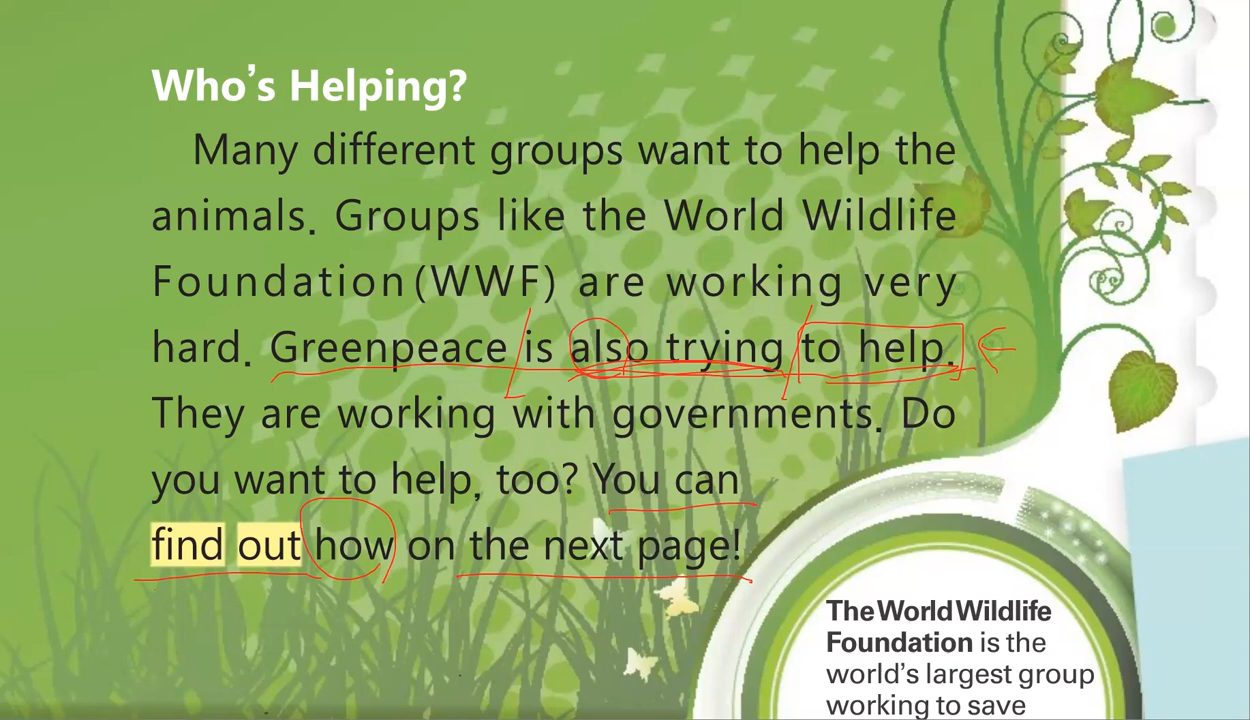 Who's Helping?
Many different groups want to help the
animals. Groups like the World Wildlife
Foundation (WWF) are working very
hard. Greenpeace is also trying to help.
They are working with governments. Do
you want to help, too? You can
find out how on the next page!
The World Wildlife
Foundation is the
world's largest group
working to save